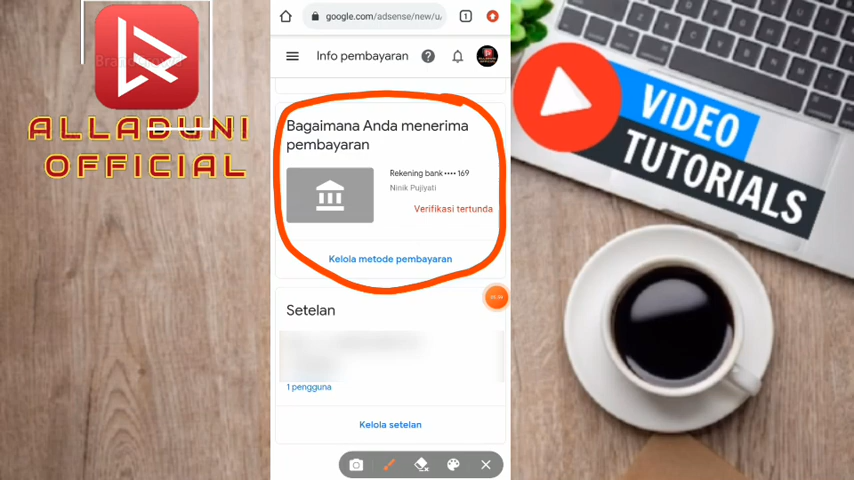 ALLADUNI
OFFICIAL
google.com/adsense/new/u/
1
Info pembayaran
Bagaimana Anda menerima
pembayaran
Rekening bank •••• 169
Ninik Pujiyati
Verifikasi tertunda
Kelola metode pembayaran
Setelan
1 pengguna
Kelola setelan
VIDEO
TUTORIALS